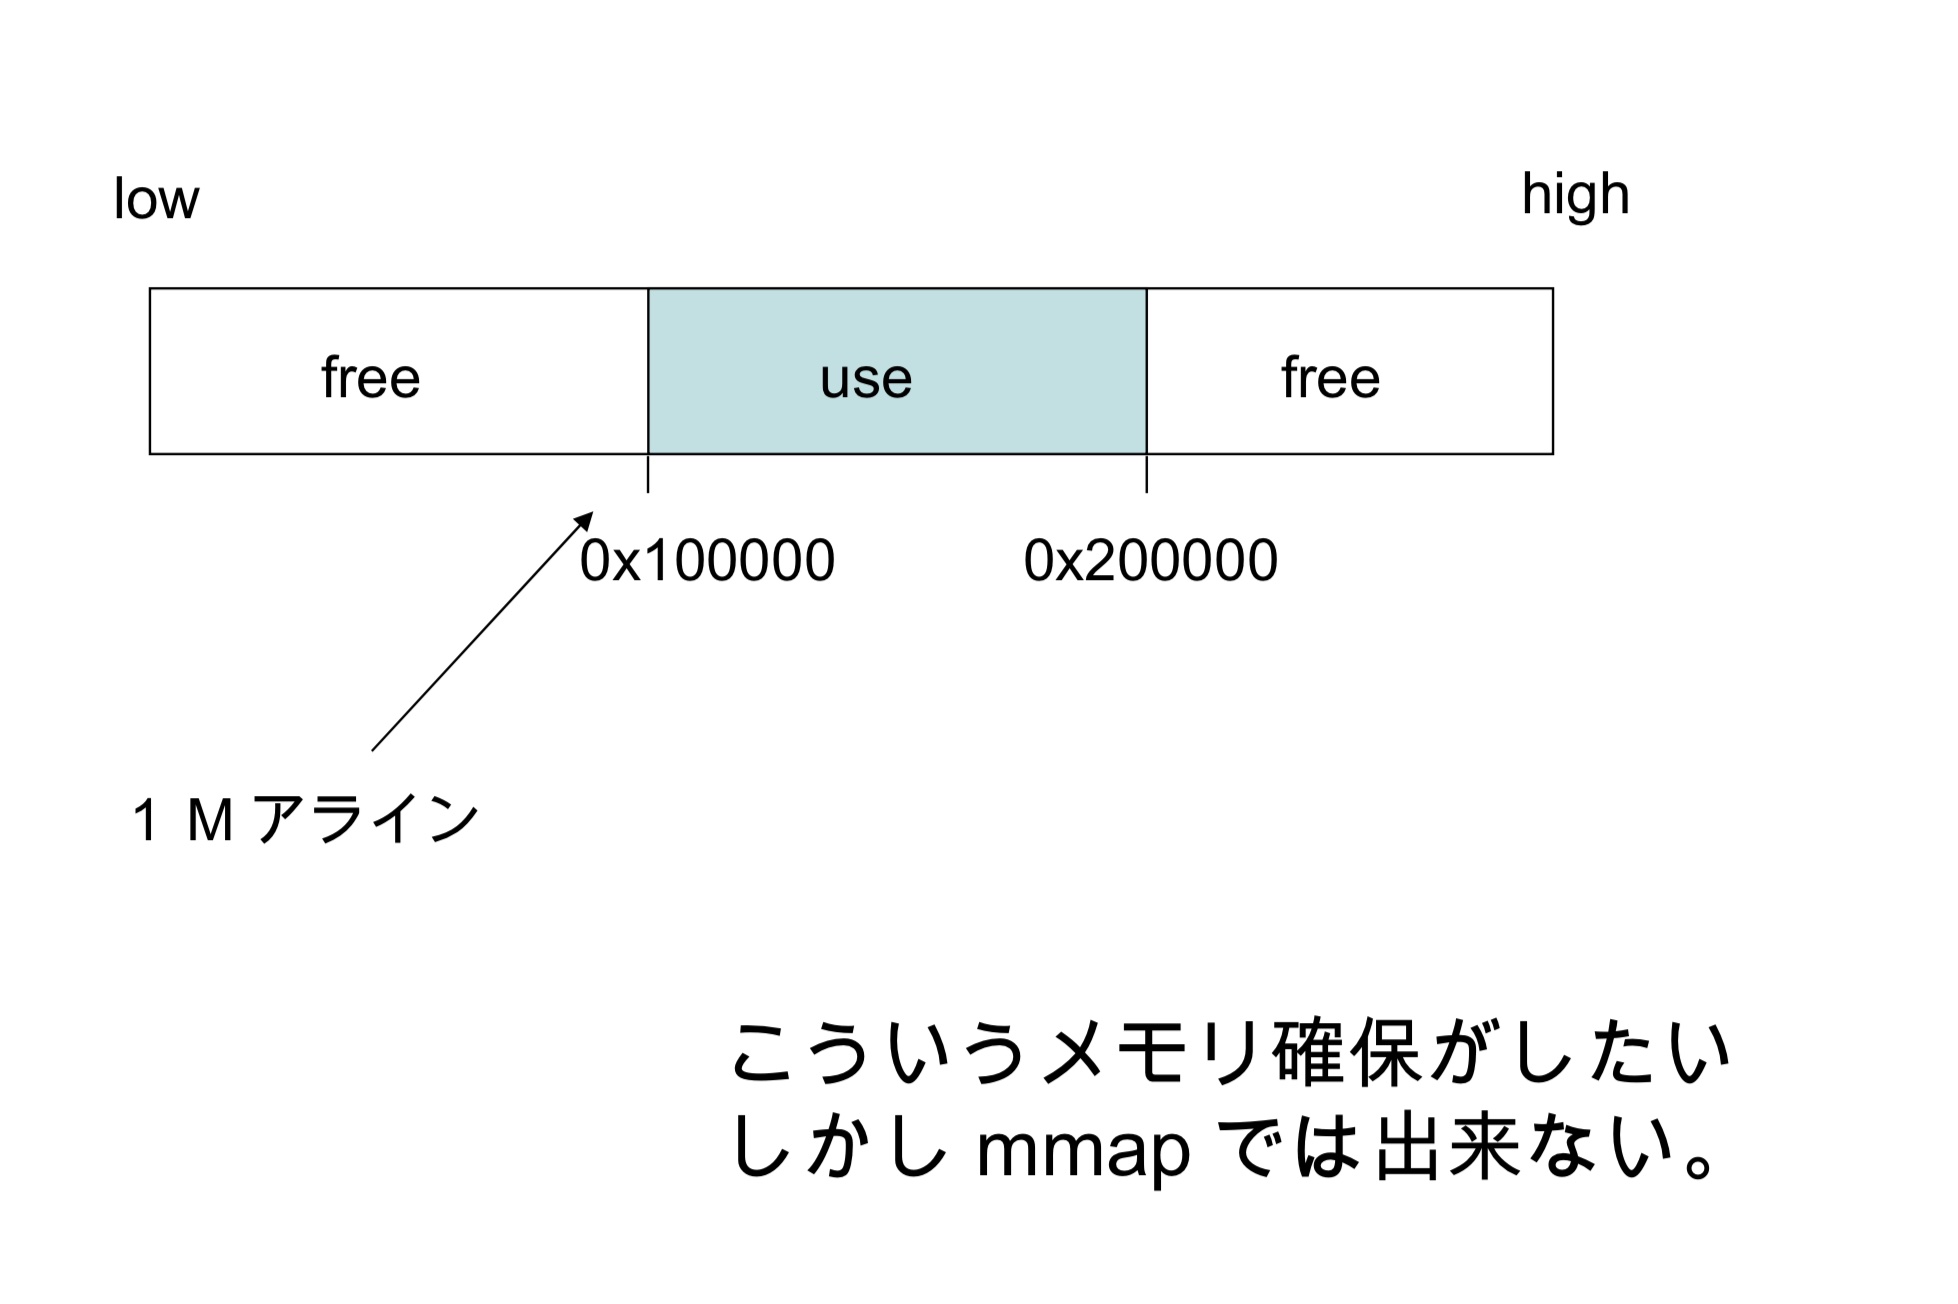 low
high
free
use
free
0x100000
0x200000
1 M アライン
こういうメモリ確保がしたい
しかし mmap では出来ない。